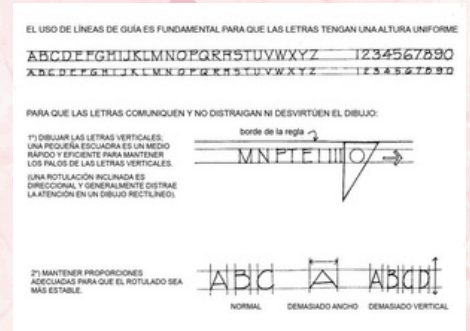 EL USO DE LÍNEAS DE GUÍA ES FUNDAMENTAL PARA QUE LAS LETRAS TENGAN UNA ALTURA UNIFORME
ABCDEFGHIJKLMNOPQRSTUVWXYZ 1234567890
ABCDEFGHIJKLMNOPQRSTUVWXYZ 1234567890
PARA QUE LAS LETRAS COMUNIQUEN Y NO DISTRAIGAN NI DESVIRTÚEN EL DIBUJO:
1º) DIBUJAR LAS LETRAS VERTICALES;
UNA PEQUEÑA ESCUADRA ES UN MEDIO
RÁPIDO Y EFICIENTE PARA MANTENER
LOS PALOS DE LAS LETRAS VERTICALES.
(UNA ROTULACIÓN INCLINADA ES
DIRECCIONAL Y GENERALMENTE DISTRAE
LA ATENCIÓN EN UN DIBUJO RECTILÍNEO).
borde de la regla
MNPTEIIII
2º) MANTENER PROPORCIONES
ADECUADAS PARA QUE EL ROTULADO SEA
MÁS ESTABLE.
ABC A ABCD
NORMAL DEMASIADO ANCHO DEMASIADO VERTICAL